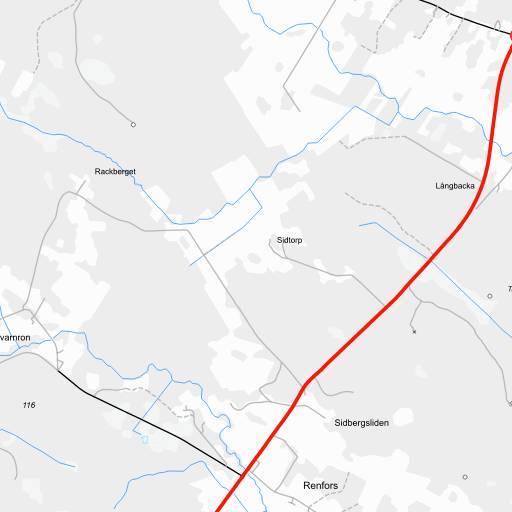 Rackberget
Långbacka
Sidtorp
varnron
116
Sidbergsliden
Renfors